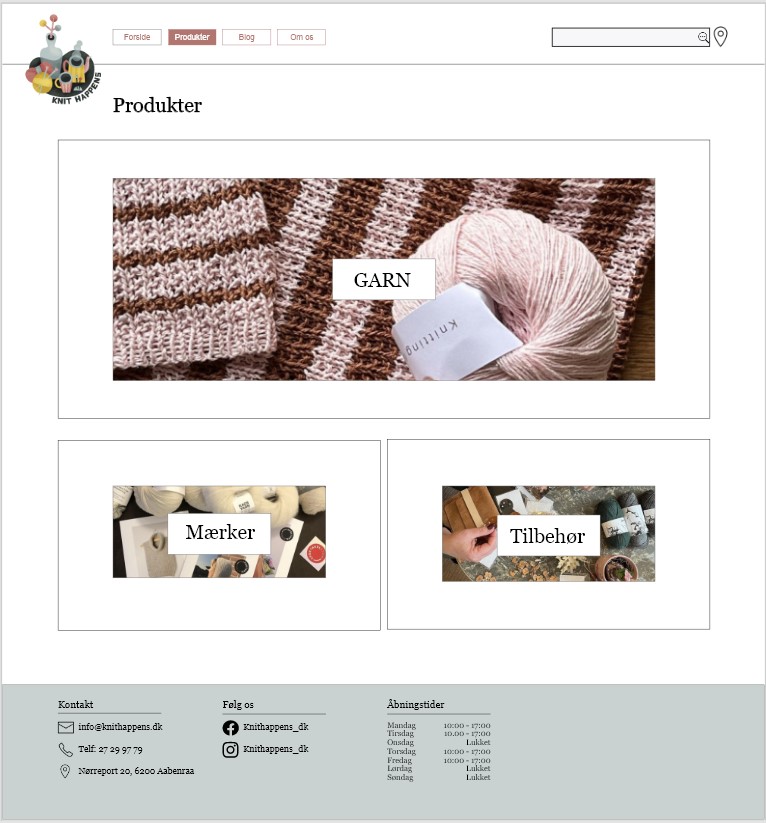 Forside
Produkter
Blog
Om os
KNIT HAPPENS
Produkter
GARN
Knitting
Mærker
Tilbehør
Kontakt
info@knithappens.dk
Telf: 27 29 97 79
Nørreport 20, 6200 Aabenraa
Følg os
Knithappens_dk
Knithappens_dk
Åbningstider
Mandag 10:00 - 17:00
Tirsdag 10.00 - 17:00
Onsdag Lukket
Torsdag 10:00 - 17:00
Fredag 10:00 - 17:00
Lørdag Lukket
Søndag Lukket